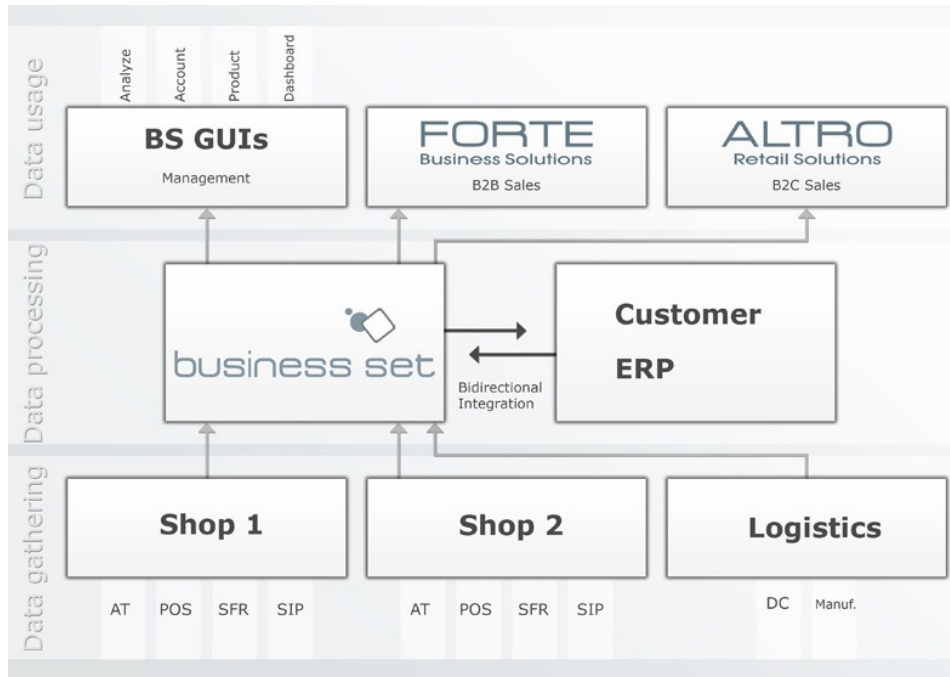 Data usage
Analyze
Account
Product
Dashboard
BS GUIs
Management
FORTE
Business Solutions
B2B Sales
ALTRO
Retail Solutions
B2C Sales
Data processing
business set
Bidirectional
Integration
Customer
ERP
Data gathering
Shop 1
Shop 2
Logistics
AT POS SFR SIP
AT POS SFR SIP
DC Manuf.